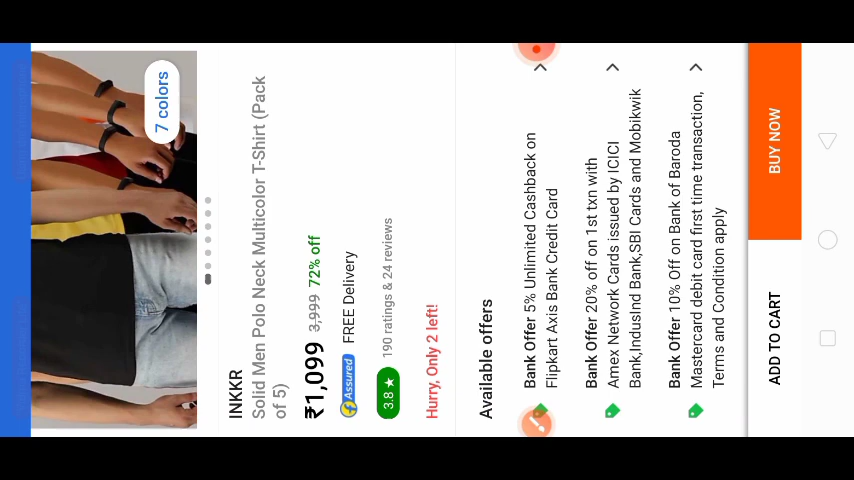 7 colors
INKKR
Solid Men Polo Neck Multicolor T-Shirt (Pack
of 5)
₹1,099 3,999 72% off
Assured FREE Delivery
3.8★ 190 ratings & 24 reviews
Hurry, Only 2 left!
Available offers
Bank Offer 5% Unlimited Cashback on
Flipkart Axis Bank Credit Card
Bank Offer 20% off on 1st txn with
Amex Network Cards issued by ICICI
Bank,IndusInd Bank,SBI Cards and Mobikwik
Bank Offer 10% Off on Bank of Baroda
Mastercard debit card first time transaction,
Terms and Condition apply
ADD TO CART
BUY NOW